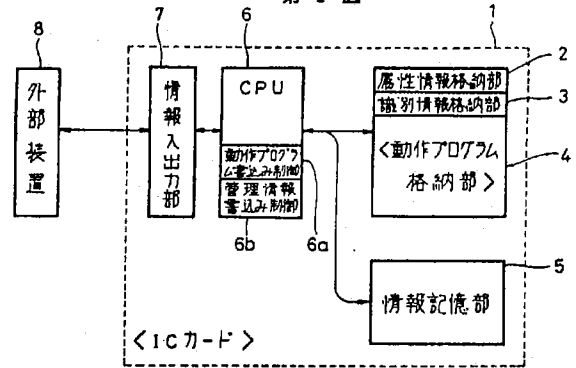 1
8
外部装置
7
情報入出力部
6
CPU
動作プログラ
ム書込み制御
管理情報
書込み制御
6b
6a
属性情報格納部
2
識別情報格納部
3
<動作プログラム
格納部>
4
情報記憶部
5
<ICカード>